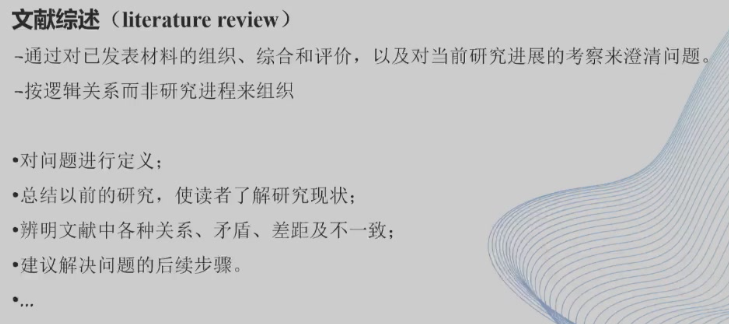 文献综述（literature review）
–通过对已发表材料的组织、综合和评价，以及对当前研究进展的考察来澄清问题。
–按逻辑关系而非研究进程来组织
•对问题进行定义；
•总结以前的研究，使读者了解研究现状；
•辨明文献中各种关系、矛盾、差距及不一致；
•建议解决问题的后续步骤。
•...